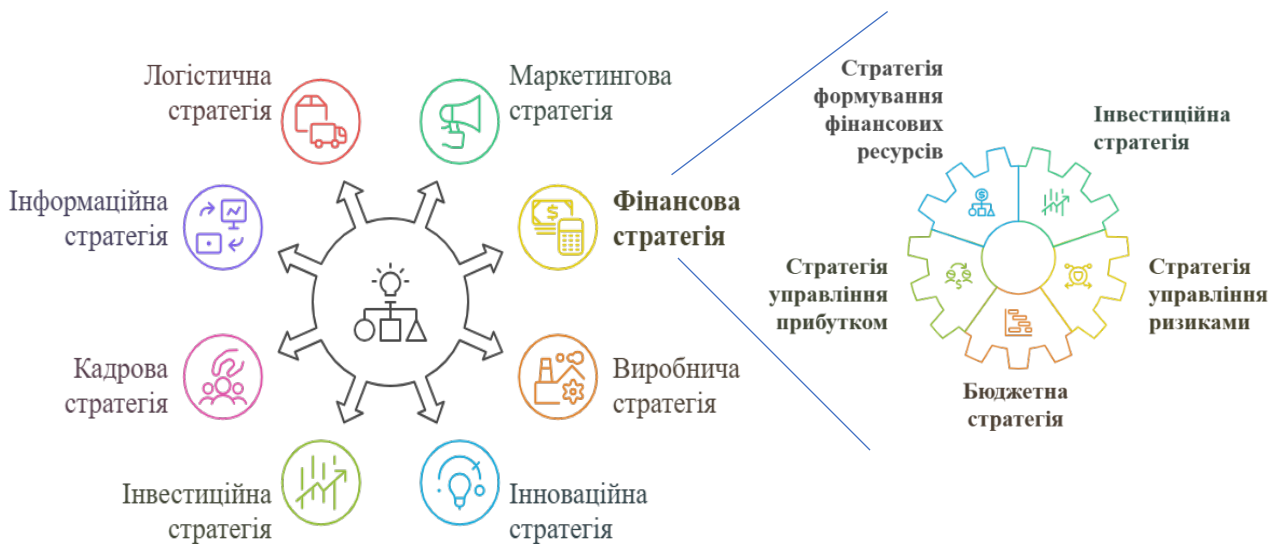 Логістична
стратегія
Маркетингова
стратегія
Інформаційна
стратегія
Фінансова
стратегія
Кадрова
стратегія
Виробнича
стратегія
Інвестиційна
стратегія
Інноваційна
стратегія
Стратегія
формування
фінансових
ресурсів
Інвестиційна
стратегія
Стратегія
управління
прибутком
Стратегія
управління
ризиками
Бюджетна
стратегія